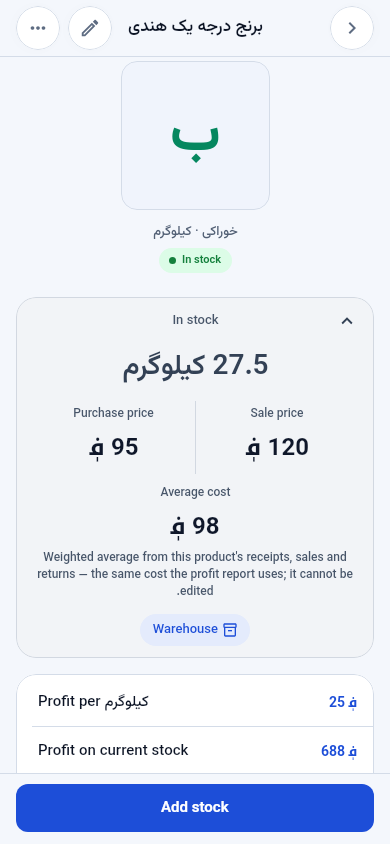 برنج درجه یک هندی
ب
خوراکی · کیلوگرم
In stock
In stock
27.5 کیلوگرم
Sale price
120 ؋
Purchase price
95 ؋
Average cost
98 ؋
Weighted average from this product's receipts, sales and
returns — the same cost the profit report uses; it cannot be
.edited
Warehouse
Profit per کیلوگرم
25 ؋
Profit on current stock
688 ؋
Add stock